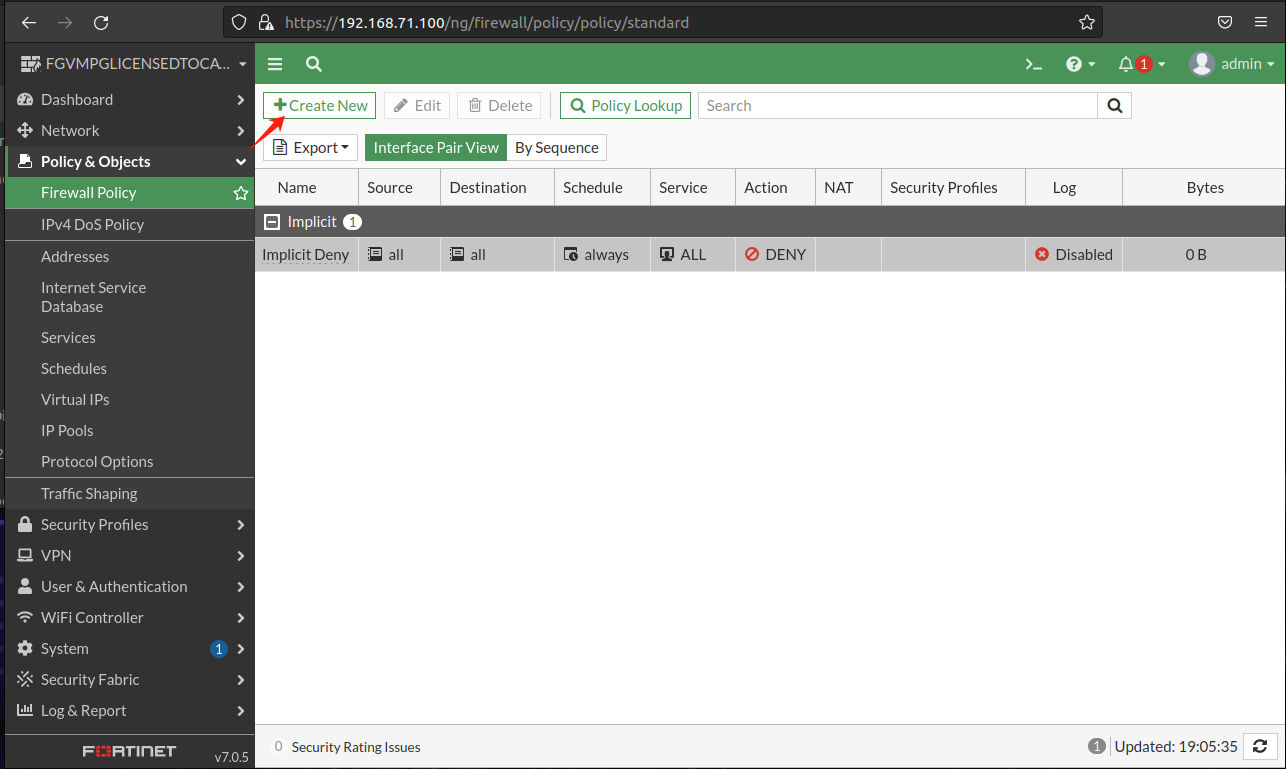 https://192.168.71.100/ng/firewall/policy/policy/standard
FGVMPGLICENSEDTOCA...
1
admin
Dashboard
Network
Policy & Objects
Firewall Policy
IPv4 DoS Policy
Addresses
Internet Service
Database
Services
Schedules
Virtual IPs
IP Pools
Protocol Options
Traffic Shaping
Security Profiles
VPN
User & Authentication
WiFi Controller
System 1
Security Fabric
Log & Report
FORTINET v7.0.5
Create New Edit Delete Policy Lookup Search
Export Interface Pair View By Sequence
Name Source Destination Schedule Service Action NAT Security Profiles Log Bytes
Implicit 1
Implicit Deny all all always ALL DENY Disabled 0 B
0 Security Rating Issues
1 Updated: 19:05:35